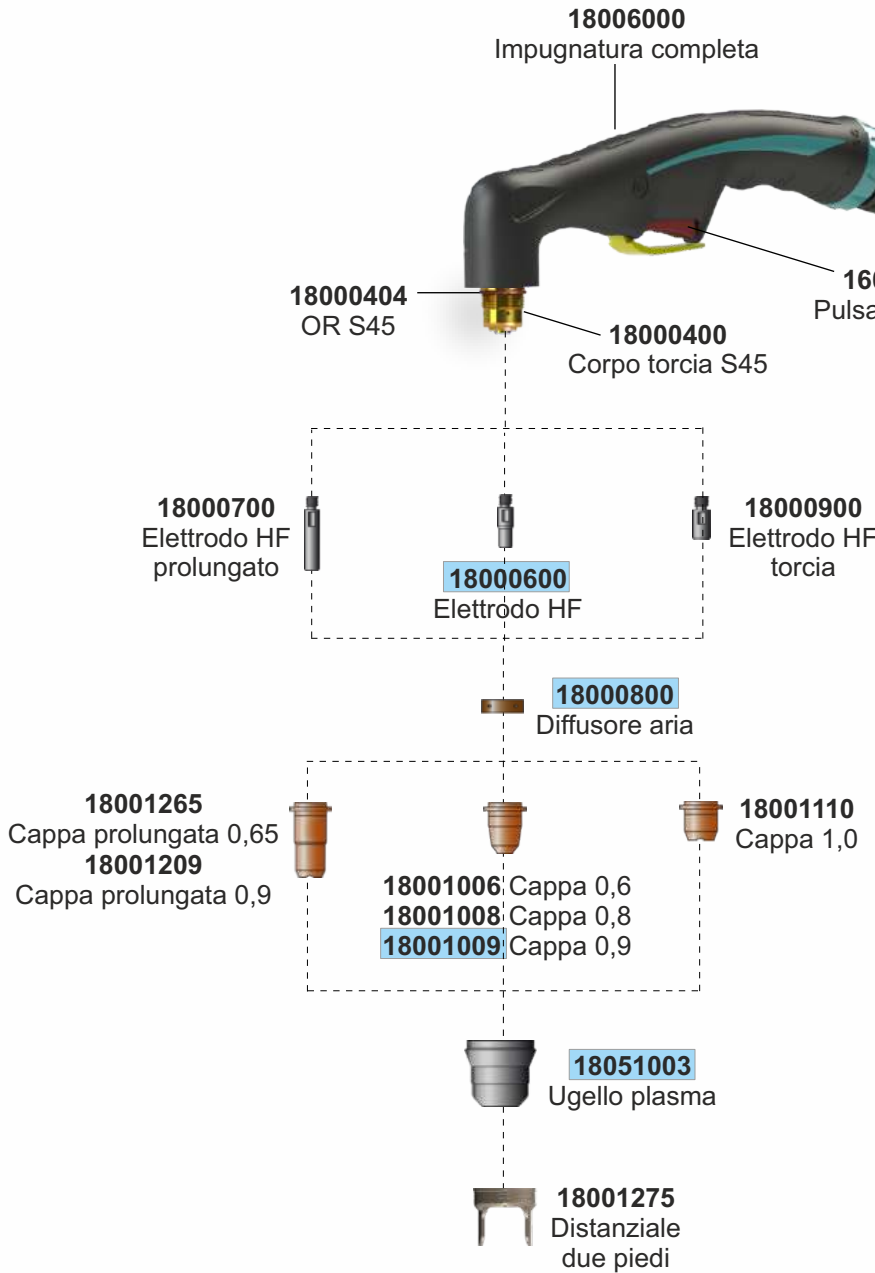 18006000
Impugnatura completa
18000404
OR S45
18000400
Corpo torcia S45
18000700
Elettrodo HF
prolungato
18000600
Elettrodo HF
18000900
Elettrodo HF
torcia
18000800
Diffusore aria
18001265
Cappa prolungata 0,65
18001209
Cappa prolungata 0,9
18001006 Cappa 0,6
18001008 Cappa 0,8
18001009 Cappa 0,9
18001110
Cappa 1,0
18051003
Ugello plasma
18001275
Distanziale
due piedi